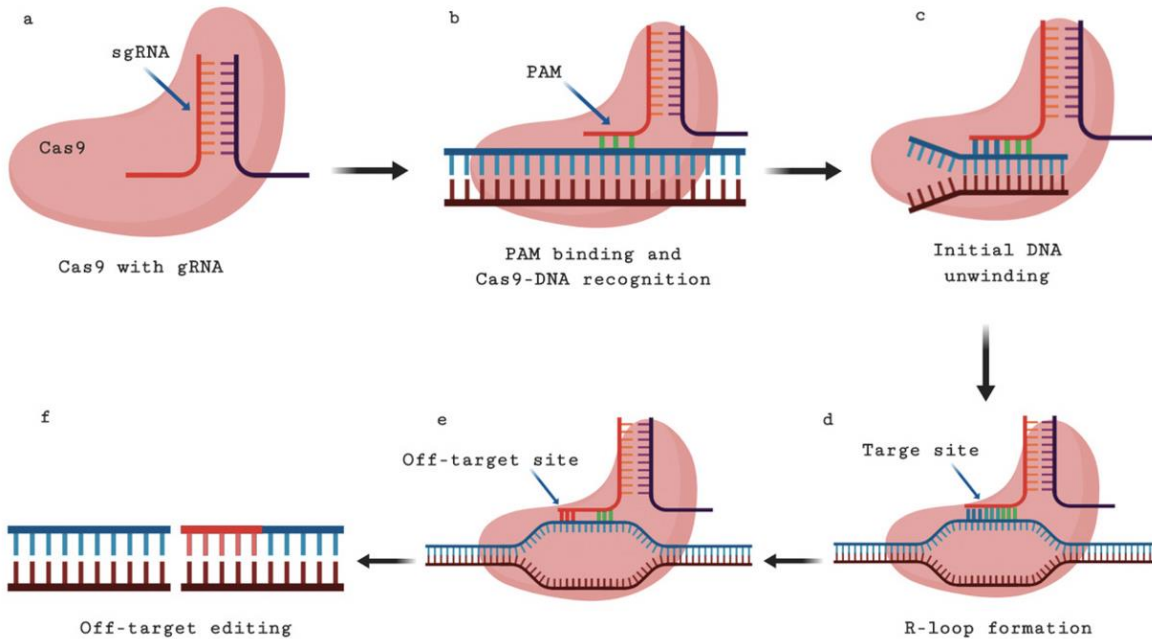 a
sgRNA
Cas9
Cas9 with gRNA
b
PAM
PAM binding and
Cas9-DNA recognition
c
Initial DNA
unwinding
d
Targe site
R-loop formation
e
Off-target site
f
Off-target editing